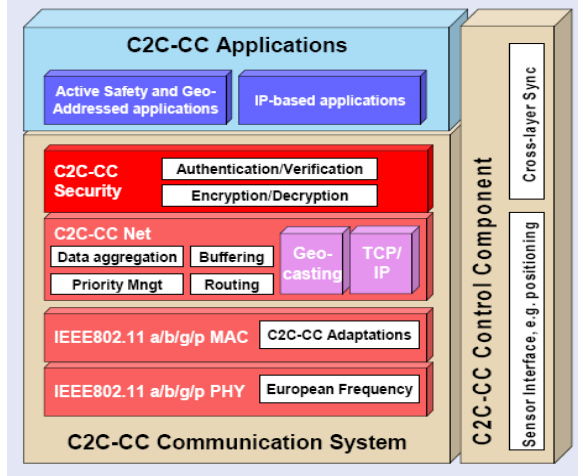 C2C-CC Applications
Active Safety and Geo-
Addressed applications
IP-based applications
C2C-CC
Security
Authentication/Verification
Encryption/Decryption
C2C-CC Net
Data aggregation
Buffering
Priority Mngt
Routing
Geo-
casting
TCP/
IP
IEEE802.11 a/b/g/p MAC
C2C-CC Adaptations
IEEE802.11 a/b/g/p PHY
European Frequency
C2C-CC Communication System
C2C-CC Control Component
Cross-layer Sync
Sensor Interface, e.g. positioning